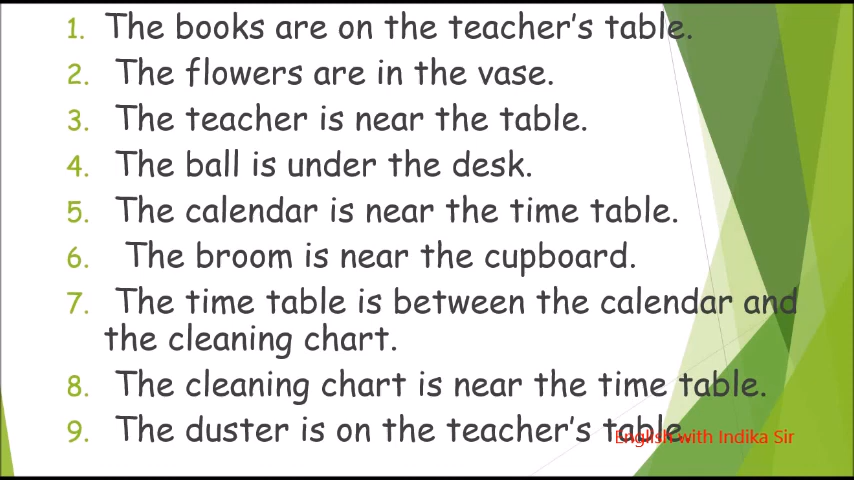 1. The books are on the teacher's table.
2. The flowers are in the vase.
3. The teacher is near the table.
4. The ball is under the desk.
5. The calendar is near the time table.
6. The broom is near the cupboard.
7. The time table is between the calendar and
the cleaning chart.
8. The cleaning chart is near the time table.
9. The duster is on the teacher's table.
English with Indika Sir